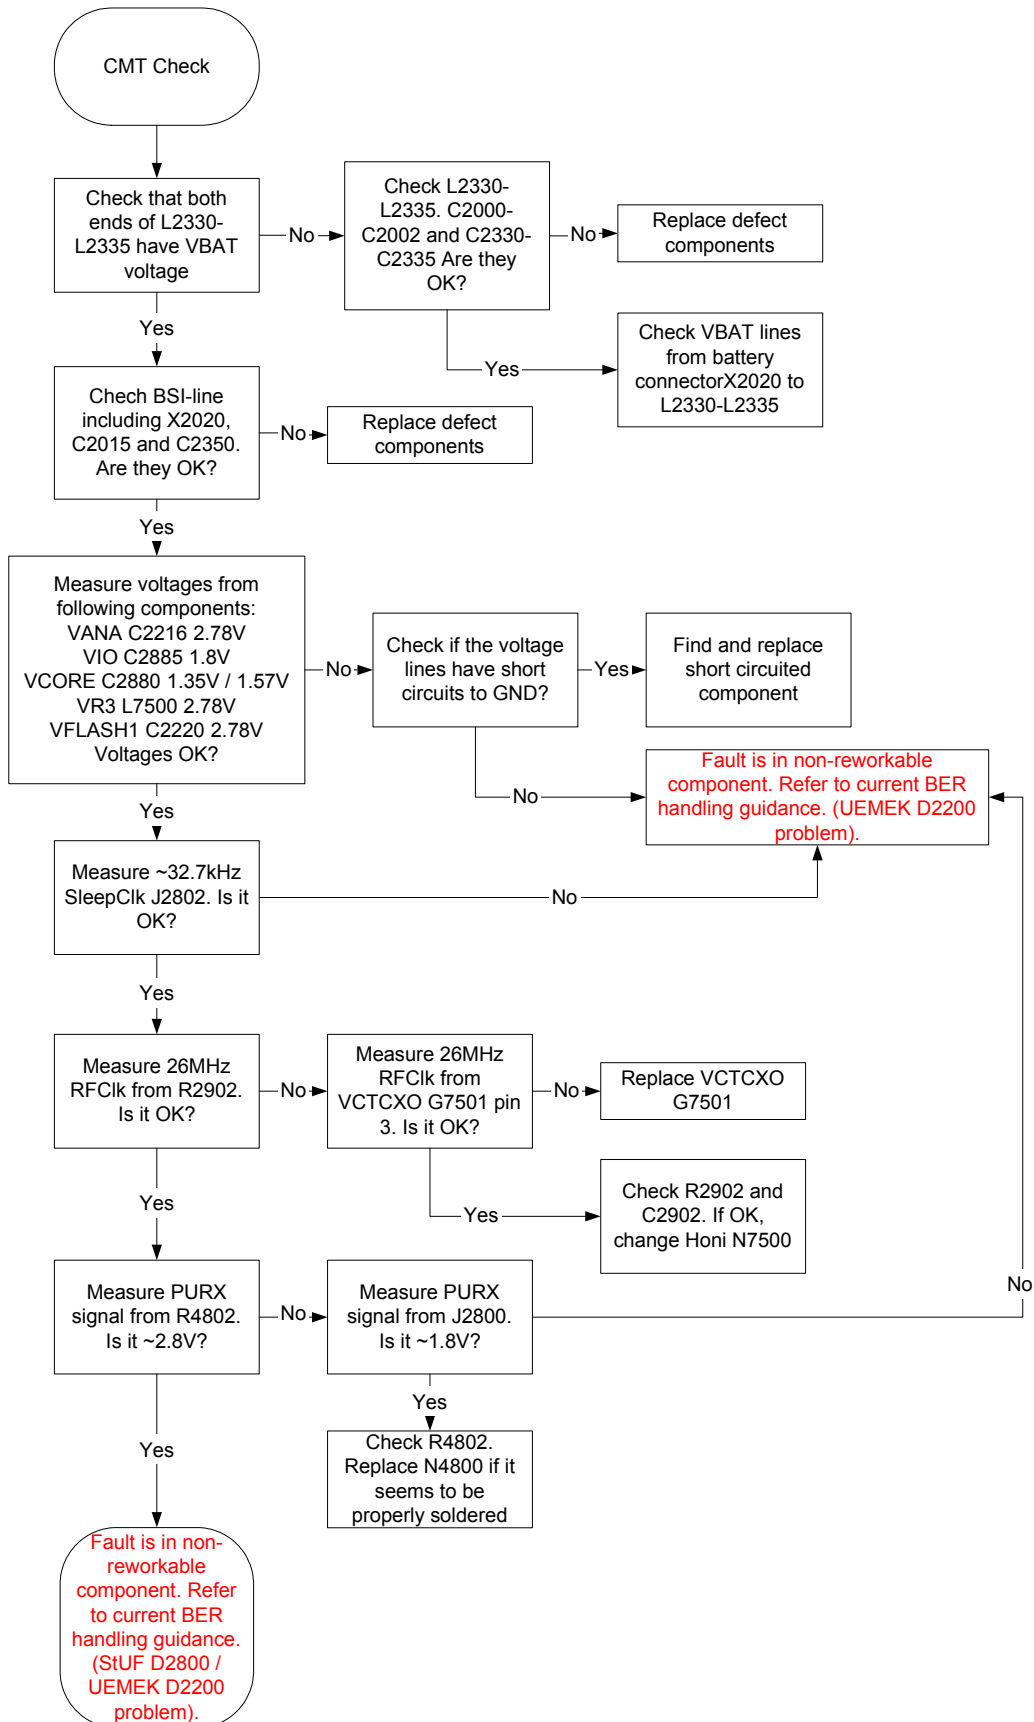 CMT Check
Check that both
ends of L2330-
L2335 have VBAT
voltage
No
Check L2330-
L2335. C2000-
C2002 and C2330-
C2335 Are they
OK?
No
Replace defect
components
Yes
Yes
Check VBAT lines
from battery
connectorX2020 to
L2330-L2335
Chech BSI-line
including X2020,
C2015 and C2350.
Are they OK?
No
Replace defect
components
Yes
Measure voltages from
following components:
VANA C2216 2.78V
VIO C2885 1.8V
VCORE C2880 1.35V / 1.57V
VR3 L7500 2.78V
VFLASH1 C2220 2.78V
Voltages OK?
No
Check if the voltage
lines have short
circuits to GND?
Yes
Find and replace
short circuited
component
No
Fault is in non-reworkable
component. Refer to current BER
handling guidance. (UEMEK D2200
problem).
Yes
Measure ~32.7kHz
SleepClk J2802. Is it
OK?
No
Yes
Measure 26MHz
RFClk from R2902.
Is it OK?
No
Measure 26MHz
RFClk from
VCTCXO G7501 pin
3. Is it OK?
No
Replace VCTCXO
G7501
Yes
Yes
Check R2902 and
C2902. If OK,
change Honi N7500
Measure PURX
signal from R4802.
Is it ~2.8V?
No
Measure PURX
signal from J2800.
Is it ~1.8V?
No
Yes
Yes
Check R4802.
Replace N4800 if it
seems to be
properly soldered
Fault is in non-
reworkable
component. Refer
to current BER
handling guidance.
(StUF D2800 /
UEMEK D2200
problem).